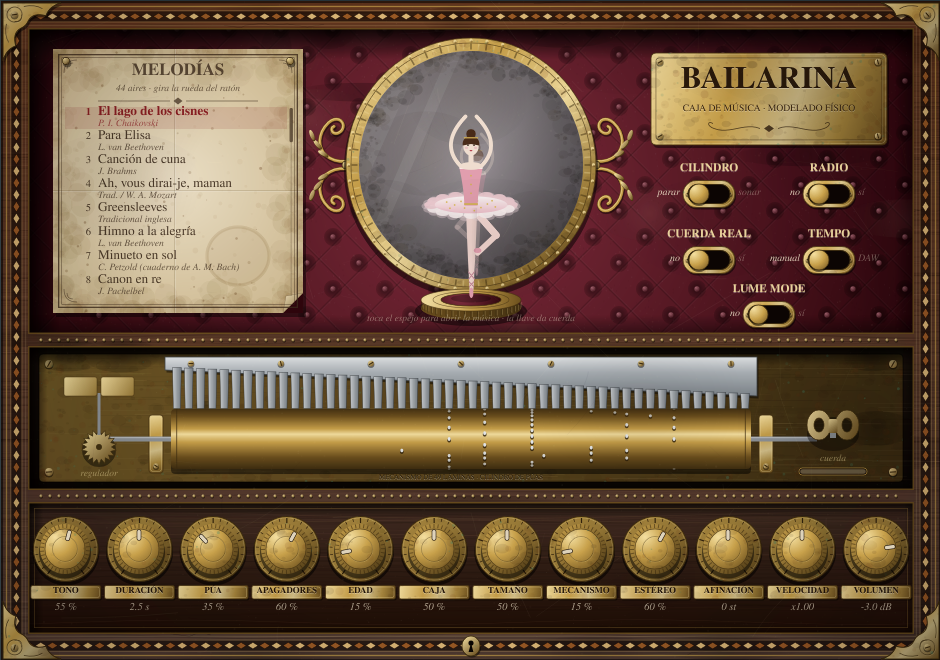 MELODÍAS
44 aires - gira la rueda del ratón
1 El lago de los cisnes
P. I. Chaikovski
2 Para Elisa
L. van Beethoven
3 Canción de cuna
J. Brahms
4 Ah, vous dirai-je, maman
Trad. / W. A. Mozart
5 Greensleeves
Tradicional inglesa
6 Himno a la alegría
L. van Beethoven
7 Minueto en sol
C. Petzold (cuaderno de A. M. Bach)
8 Canon en re
J. Pachelbel
toca el espejo para abrir la música - la llave da cuerda
BAILARINA
CAJA DE MÚSICA - MODELADO FÍSICO
CILINDRO RADIO
parar sonar no sí
CUERDA REAL TEMPO
no sí manual DAW
LUME MODE
no sí
regulador
cuerda
TONO DURACIÓN PUA APAGADORES EDAD CAJA TAMAÑO MECANISMO ESTÉREO AFINACIÓN VELOCIDAD VOLUMEN
55 % 2.5 s 35 % 60 % 15 % 50 % 50 % 15 % 60 % 0 st x1.00 -3.0 dB